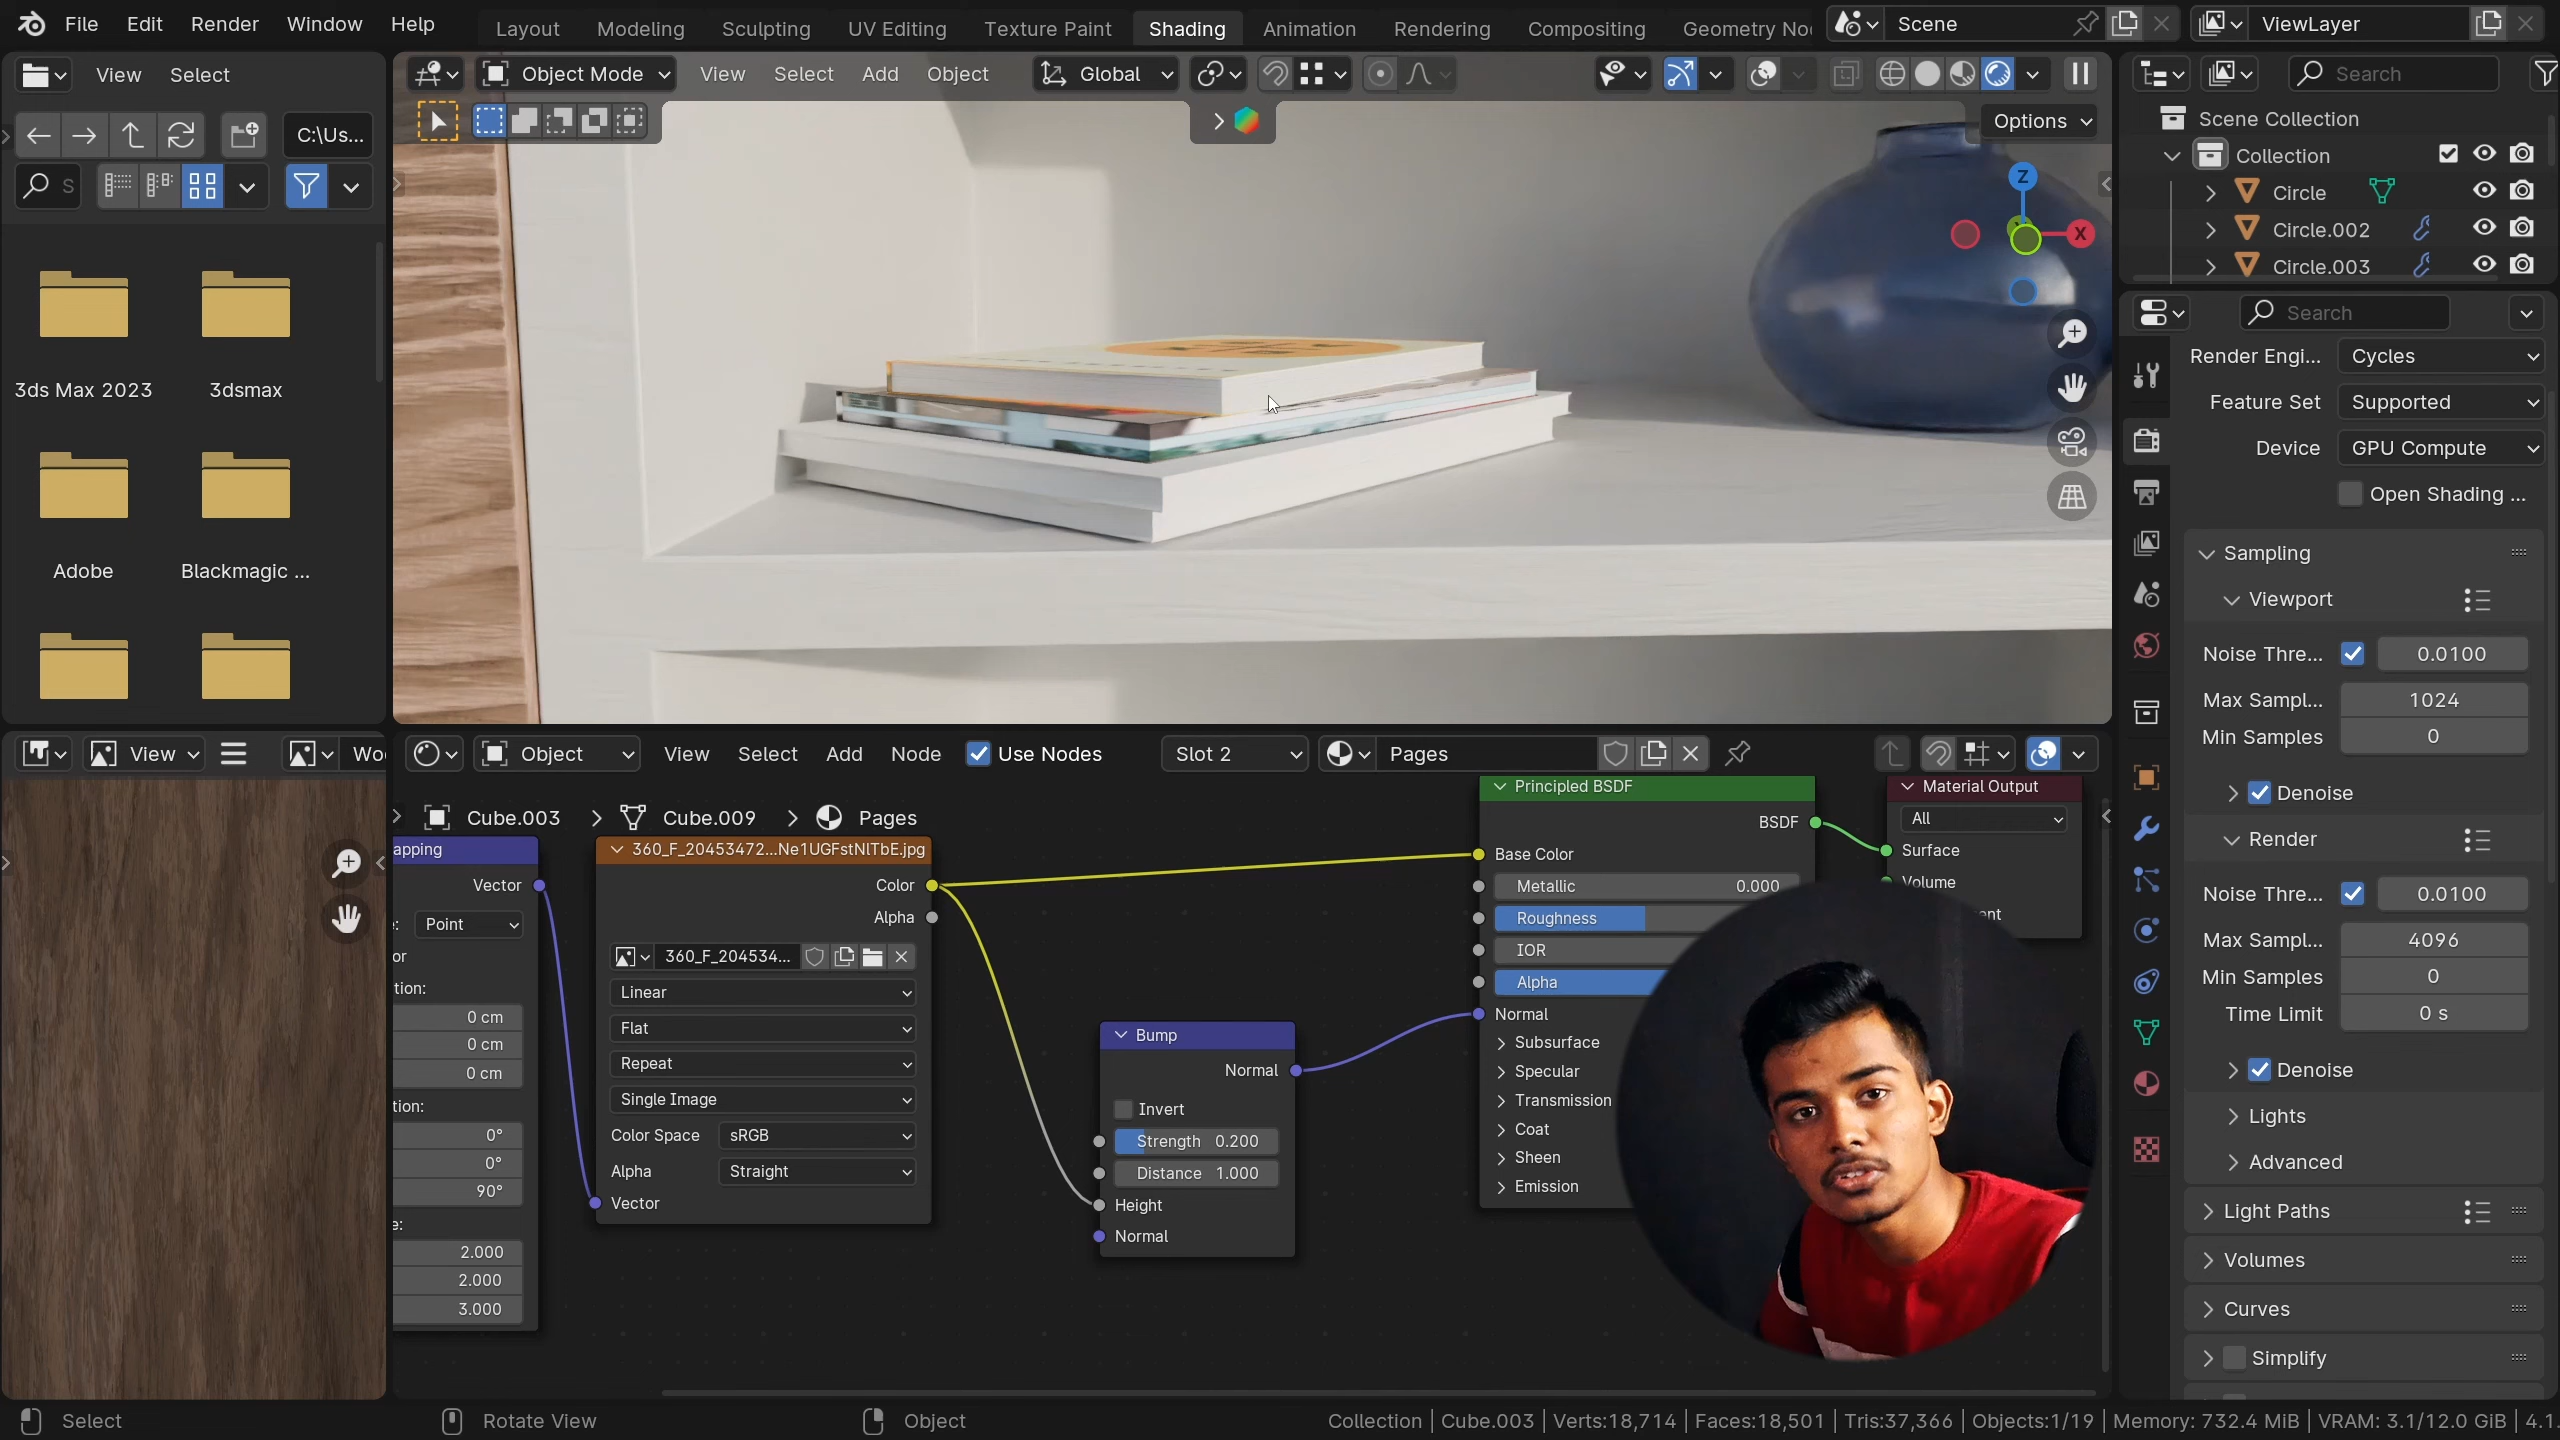 File Edit Render Window Help
Layout Modeling Sculpting UV Editing Texture Paint Shading Animation Rendering Compositing Geometry No
Scene
ViewLayer
View Select
C:\Us...
S
3ds Max 2023
3dsmax
Adobe
Blackmagic ...
Object Mode View Select Add Object Global
Options
Z
X
Search
Scene Collection
Collection
Circle
Circle.002
Circle.003
Search
Render Engi... Cycles
Feature Set Supported
Device GPU Compute
Open Shading ...
Sampling
Viewport
Noise Thre... 0.0100
Max Sampl... 1024
Min Samples 0
Denoise
Render
Noise Thre... 0.0100
Max Sampl... 4096
Min Samples 0
Time Limit 0 s
Denoise
Lights
Advanced
Light Paths
Volumes
Curves
Simplify
View
Wo
Object View Select Add Node Use Nodes Slot 2 Pages
Cube.003 > Cube.009 > Pages
apping
Vector
e: Point
or
tion:
0 cm
0 cm
0 cm
tion:
0°
0°
90°
e:
2.000
2.000
3.000
360_F_20453472...Ne1UGFstNlTbE.jpg
Color
Alpha
360_F_204534...
Linear
Flat
Repeat
Single Image
Color Space sRGB
Alpha Straight
Vector
Bump
Normal
Invert
Strength 0.200
Distance 1.000
Height
Normal
Principled BSDF
BSDF
Base Color
Metallic 0.000
Roughness
IOR
Alpha
Normal
Subsurface
Specular
Transmission
Coat
Sheen
Emission
Material Output
All
Surface
Volume
nt
Select
Rotate View
Object
Collection | Cube.003 | Verts:18,714 | Faces:18,501 | Tris:37,366 | Objects:1/19 | Memory: 732.4 MiB | VRAM: 3.1/12.0 GiB | 4.1.